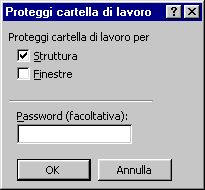 Proteggi cartella di lavoro
Proteggi cartella di lavoro per
Struttura
Finestre
Password (facoltativa):
OK
Annulla